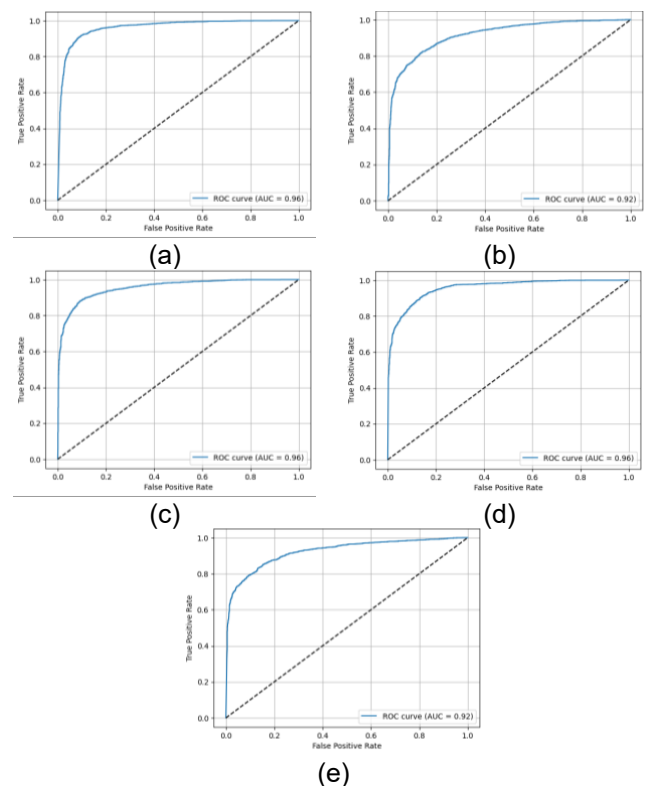 1.0
0.8
0.6
0.4
0.2
0.0
True Positive Rate
0.0 0.2 0.4 0.6 0.8 1.0
False Positive Rate
ROC curve (AUC = 0.96)
(a)
1.0
0.8
0.6
0.4
0.2
0.0
True Positive Rate
0.0 0.2 0.4 0.6 0.8 1.0
False Positive Rate
ROC curve (AUC = 0.92)
(b)
1.0
0.8
0.6
0.4
0.2
0.0
True Positive Rate
0.0 0.2 0.4 0.6 0.8 1.0
False Positive Rate
ROC curve (AUC = 0.96)
(c)
1.0
0.8
0.6
0.4
0.2
0.0
True Positive Rate
0.0 0.2 0.4 0.6 0.8 1.0
False Positive Rate
ROC curve (AUC = 0.96)
(d)
1.0
0.8
0.6
0.4
0.2
0.0
True Positive Rate
0.0 0.2 0.4 0.6 0.8 1.0
False Positive Rate
ROC curve (AUC = 0.92)
(e)